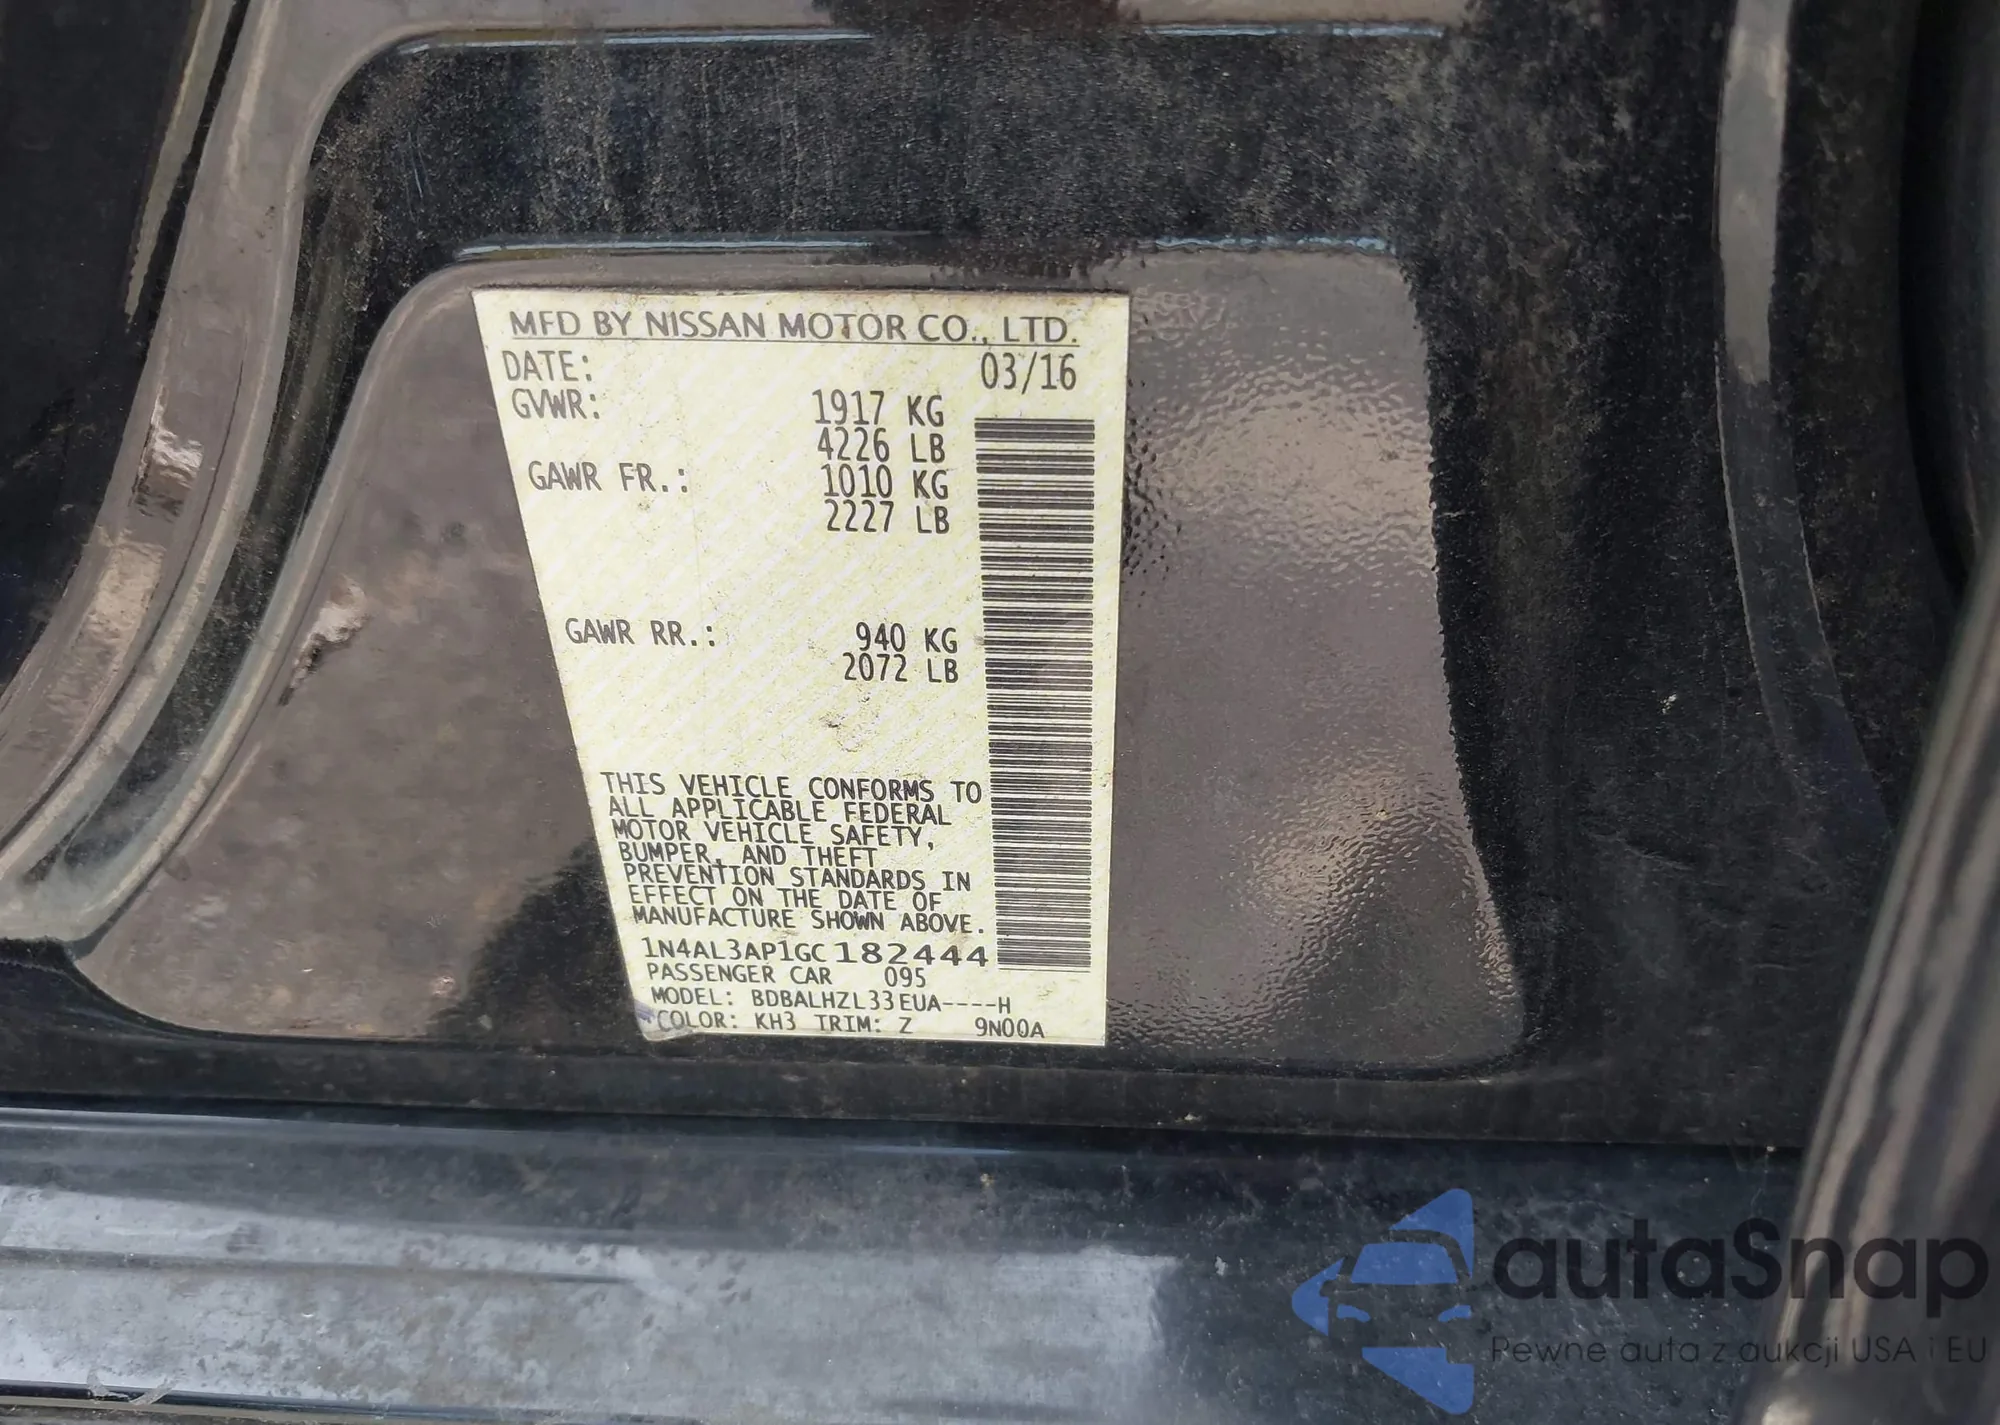 MFD BY NISSAN MOTOR CO., LTD.
DATE: 03/16
GVWR: 1917 KG
4226 LB
GAWR FR.: 1010 KG
2227 LB
GAWR RR.: 940 KG
2072 LB
THIS VEHICLE CONFORMS TO
ALL APPLICABLE FEDERAL
MOTOR VEHICLE SAFETY,
BUMPER, AND THEFT
PREVENTION STANDARDS IN
EFFECT ON THE DATE OF
MANUFACTURE SHOWN ABOVE.
1N4AL3AP1GC182444
PASSENGER CAR 095
MODEL: BDBALHZL33EUA----H
COLOR: KH3 TRIM: Z 9N00A
autaSnap
Pewne auta z aukcji USA i EU